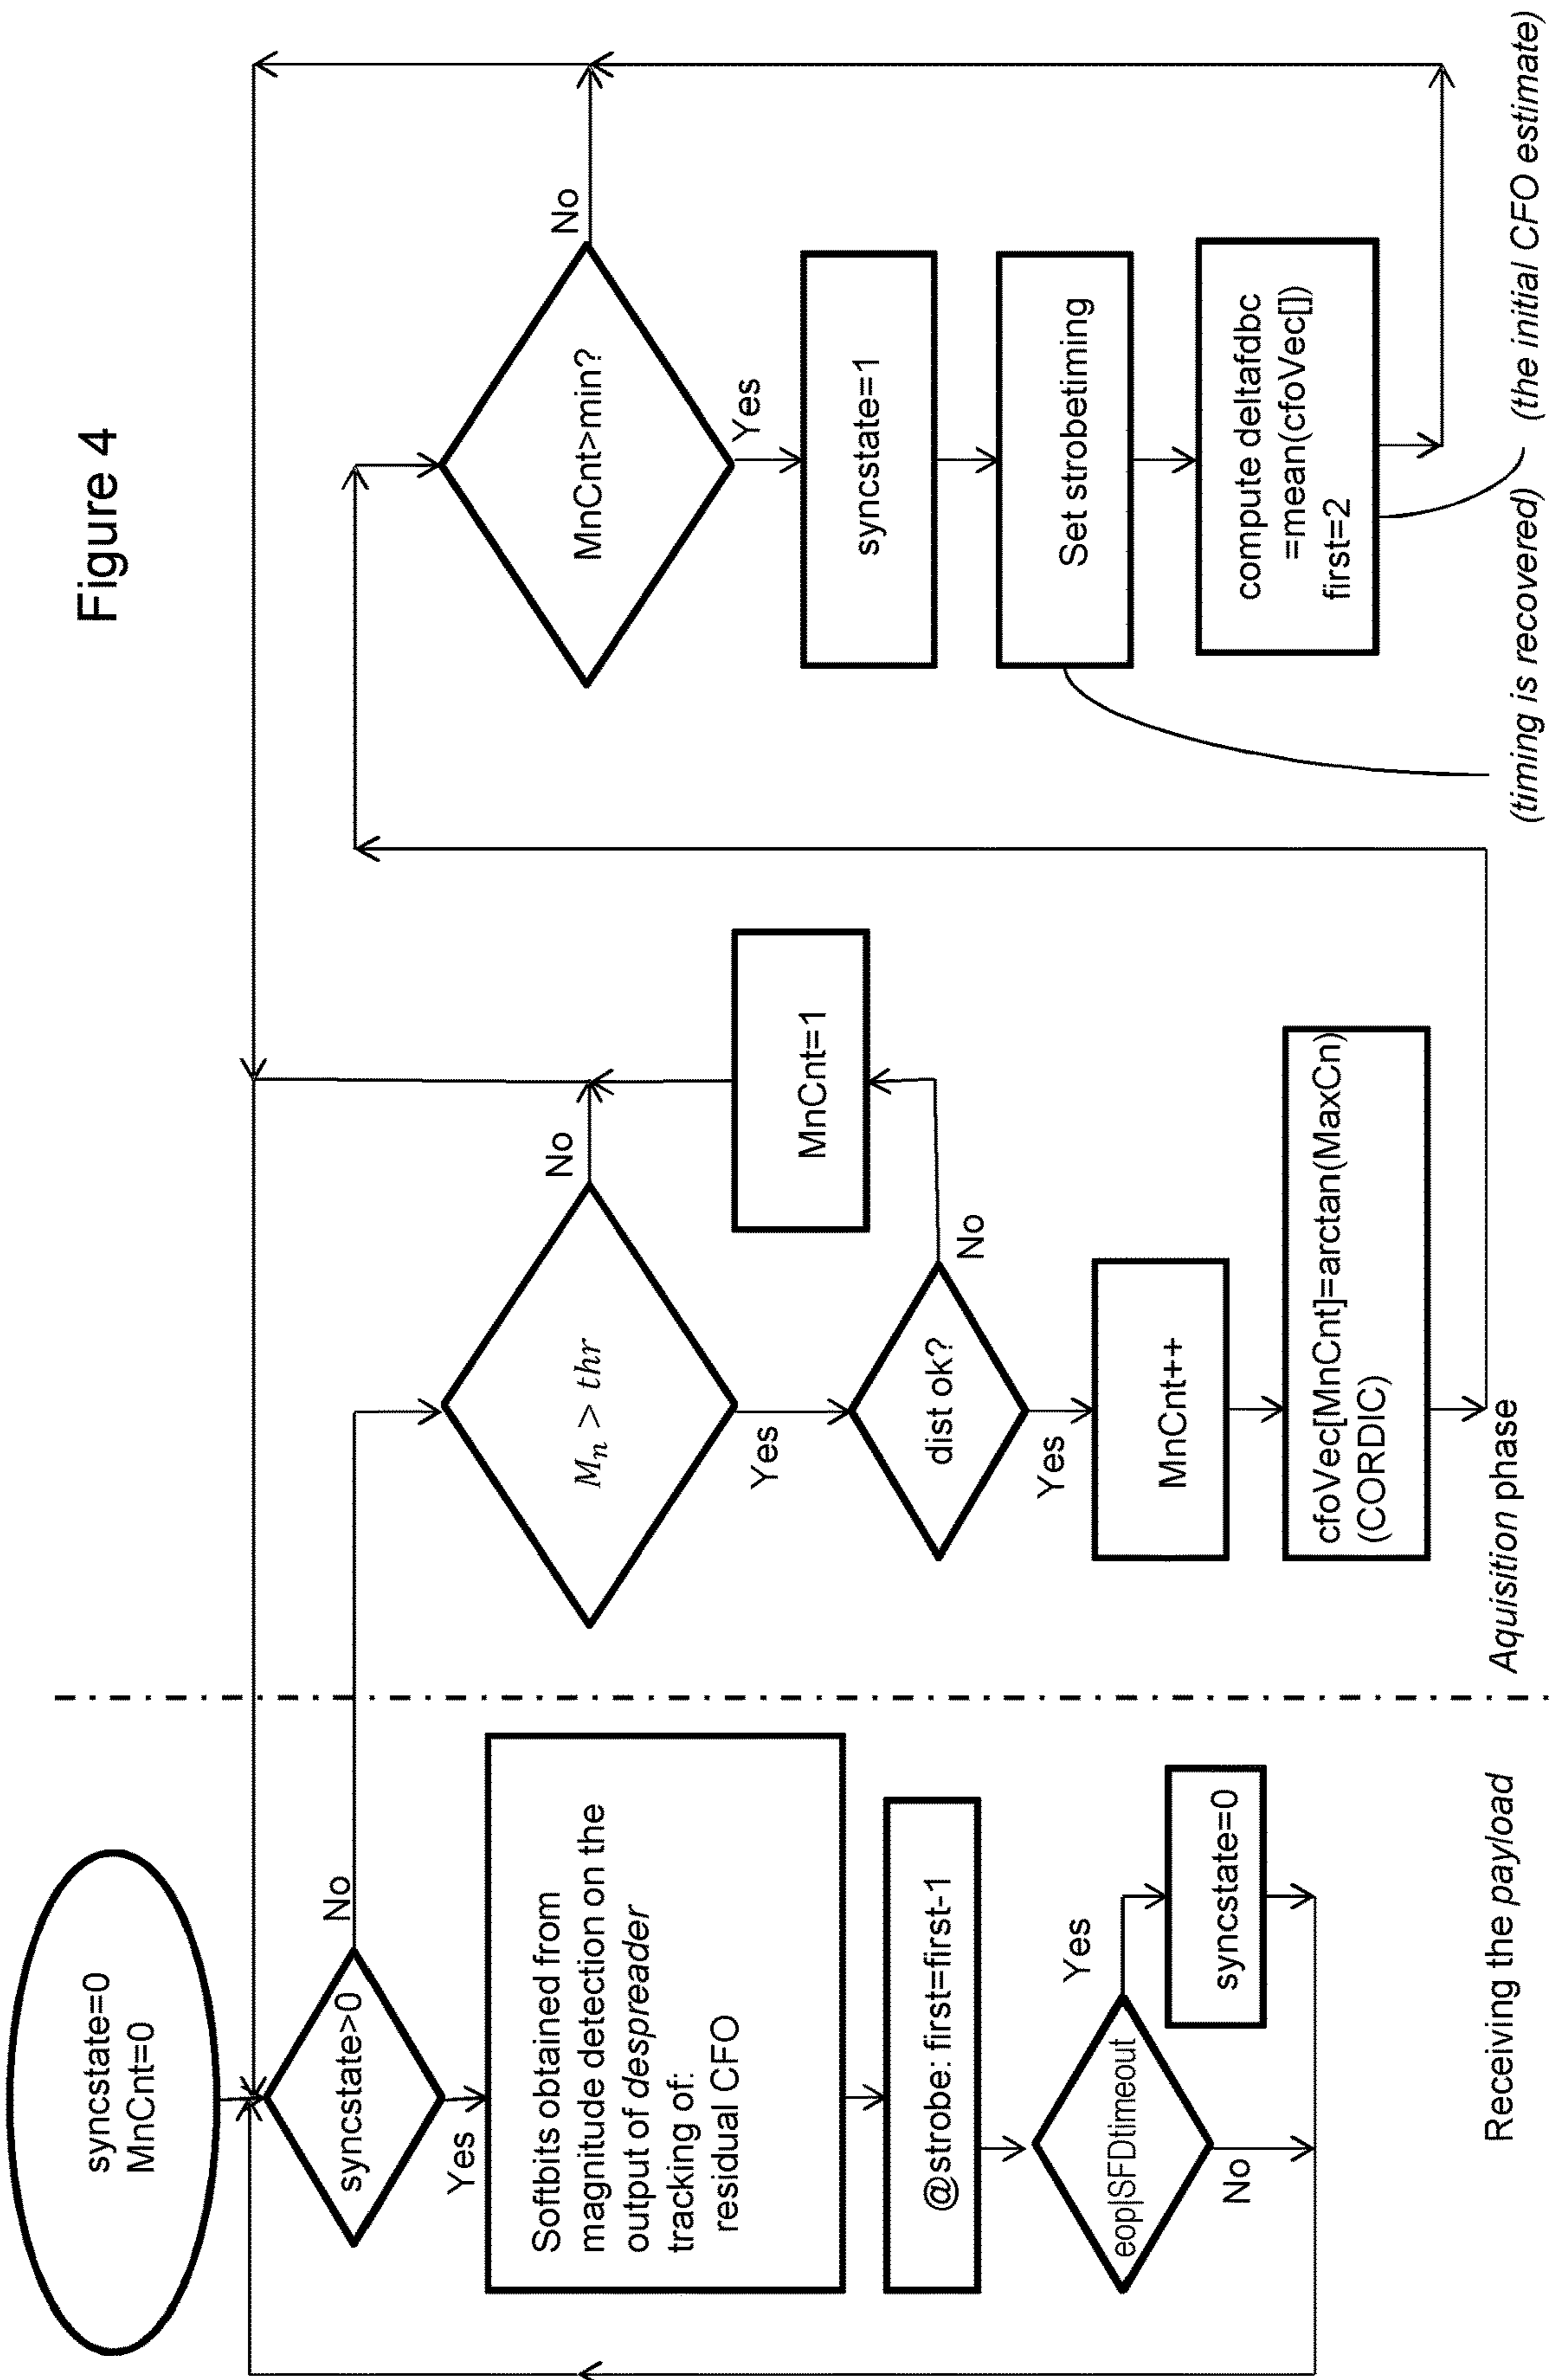 Figure 4
syncstate=0
MnCnt=0
syncstate>0
No
Yes
Softbits obtained from
magnitude detection on the
output of despreader
tracking of:
residual CFO
@strobe: first=first-1
eop|SFDtimeout
Yes
No
syncstate=0
Receiving the payload
Mn > thr
No
Yes
dist ok?
No
Yes
MnCnt=1
MnCnt++
cfoVec[MnCnt]=arctan(MaxCn)
(CORDIC)
Aquisition phase
MnCnt>min?
No
Yes
syncstate=1
Set strobetiming
compute deltafdbc
=mean(cfoVec[])
first=2
(timing is recovered)
(the initial CFO estimate)